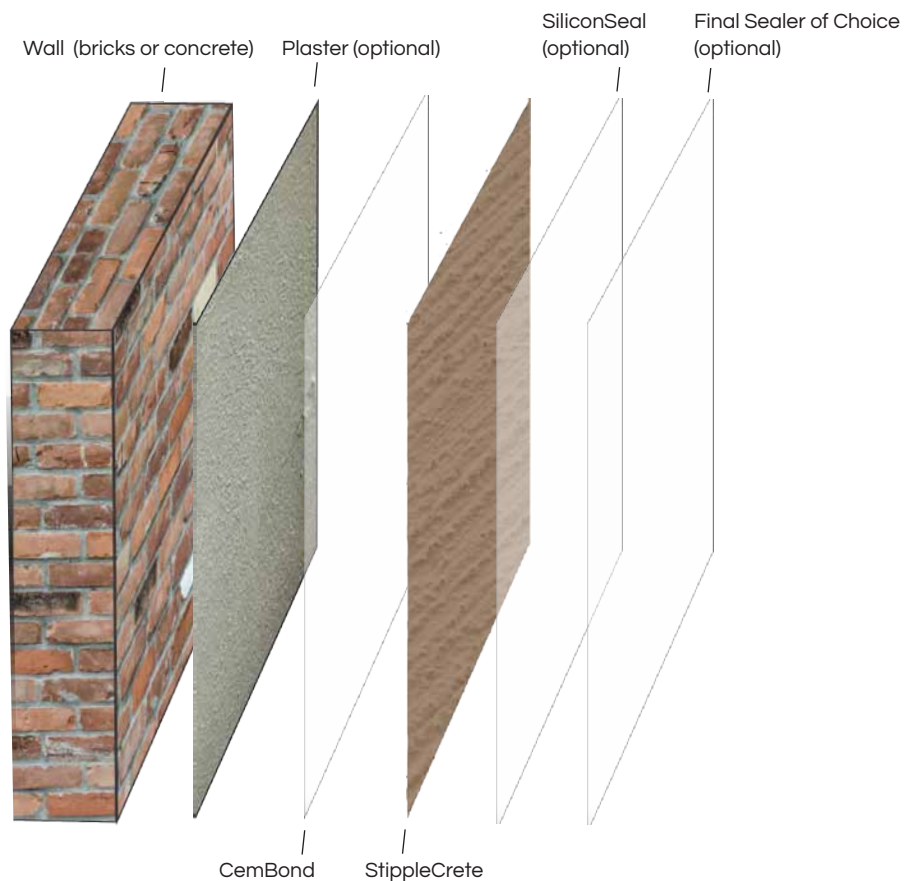 Wall (bricks or concrete)
Plaster (optional)
SiliconSeal
(optional)
Final Sealer of Choice
(optional)
CemBond
StippleCrete